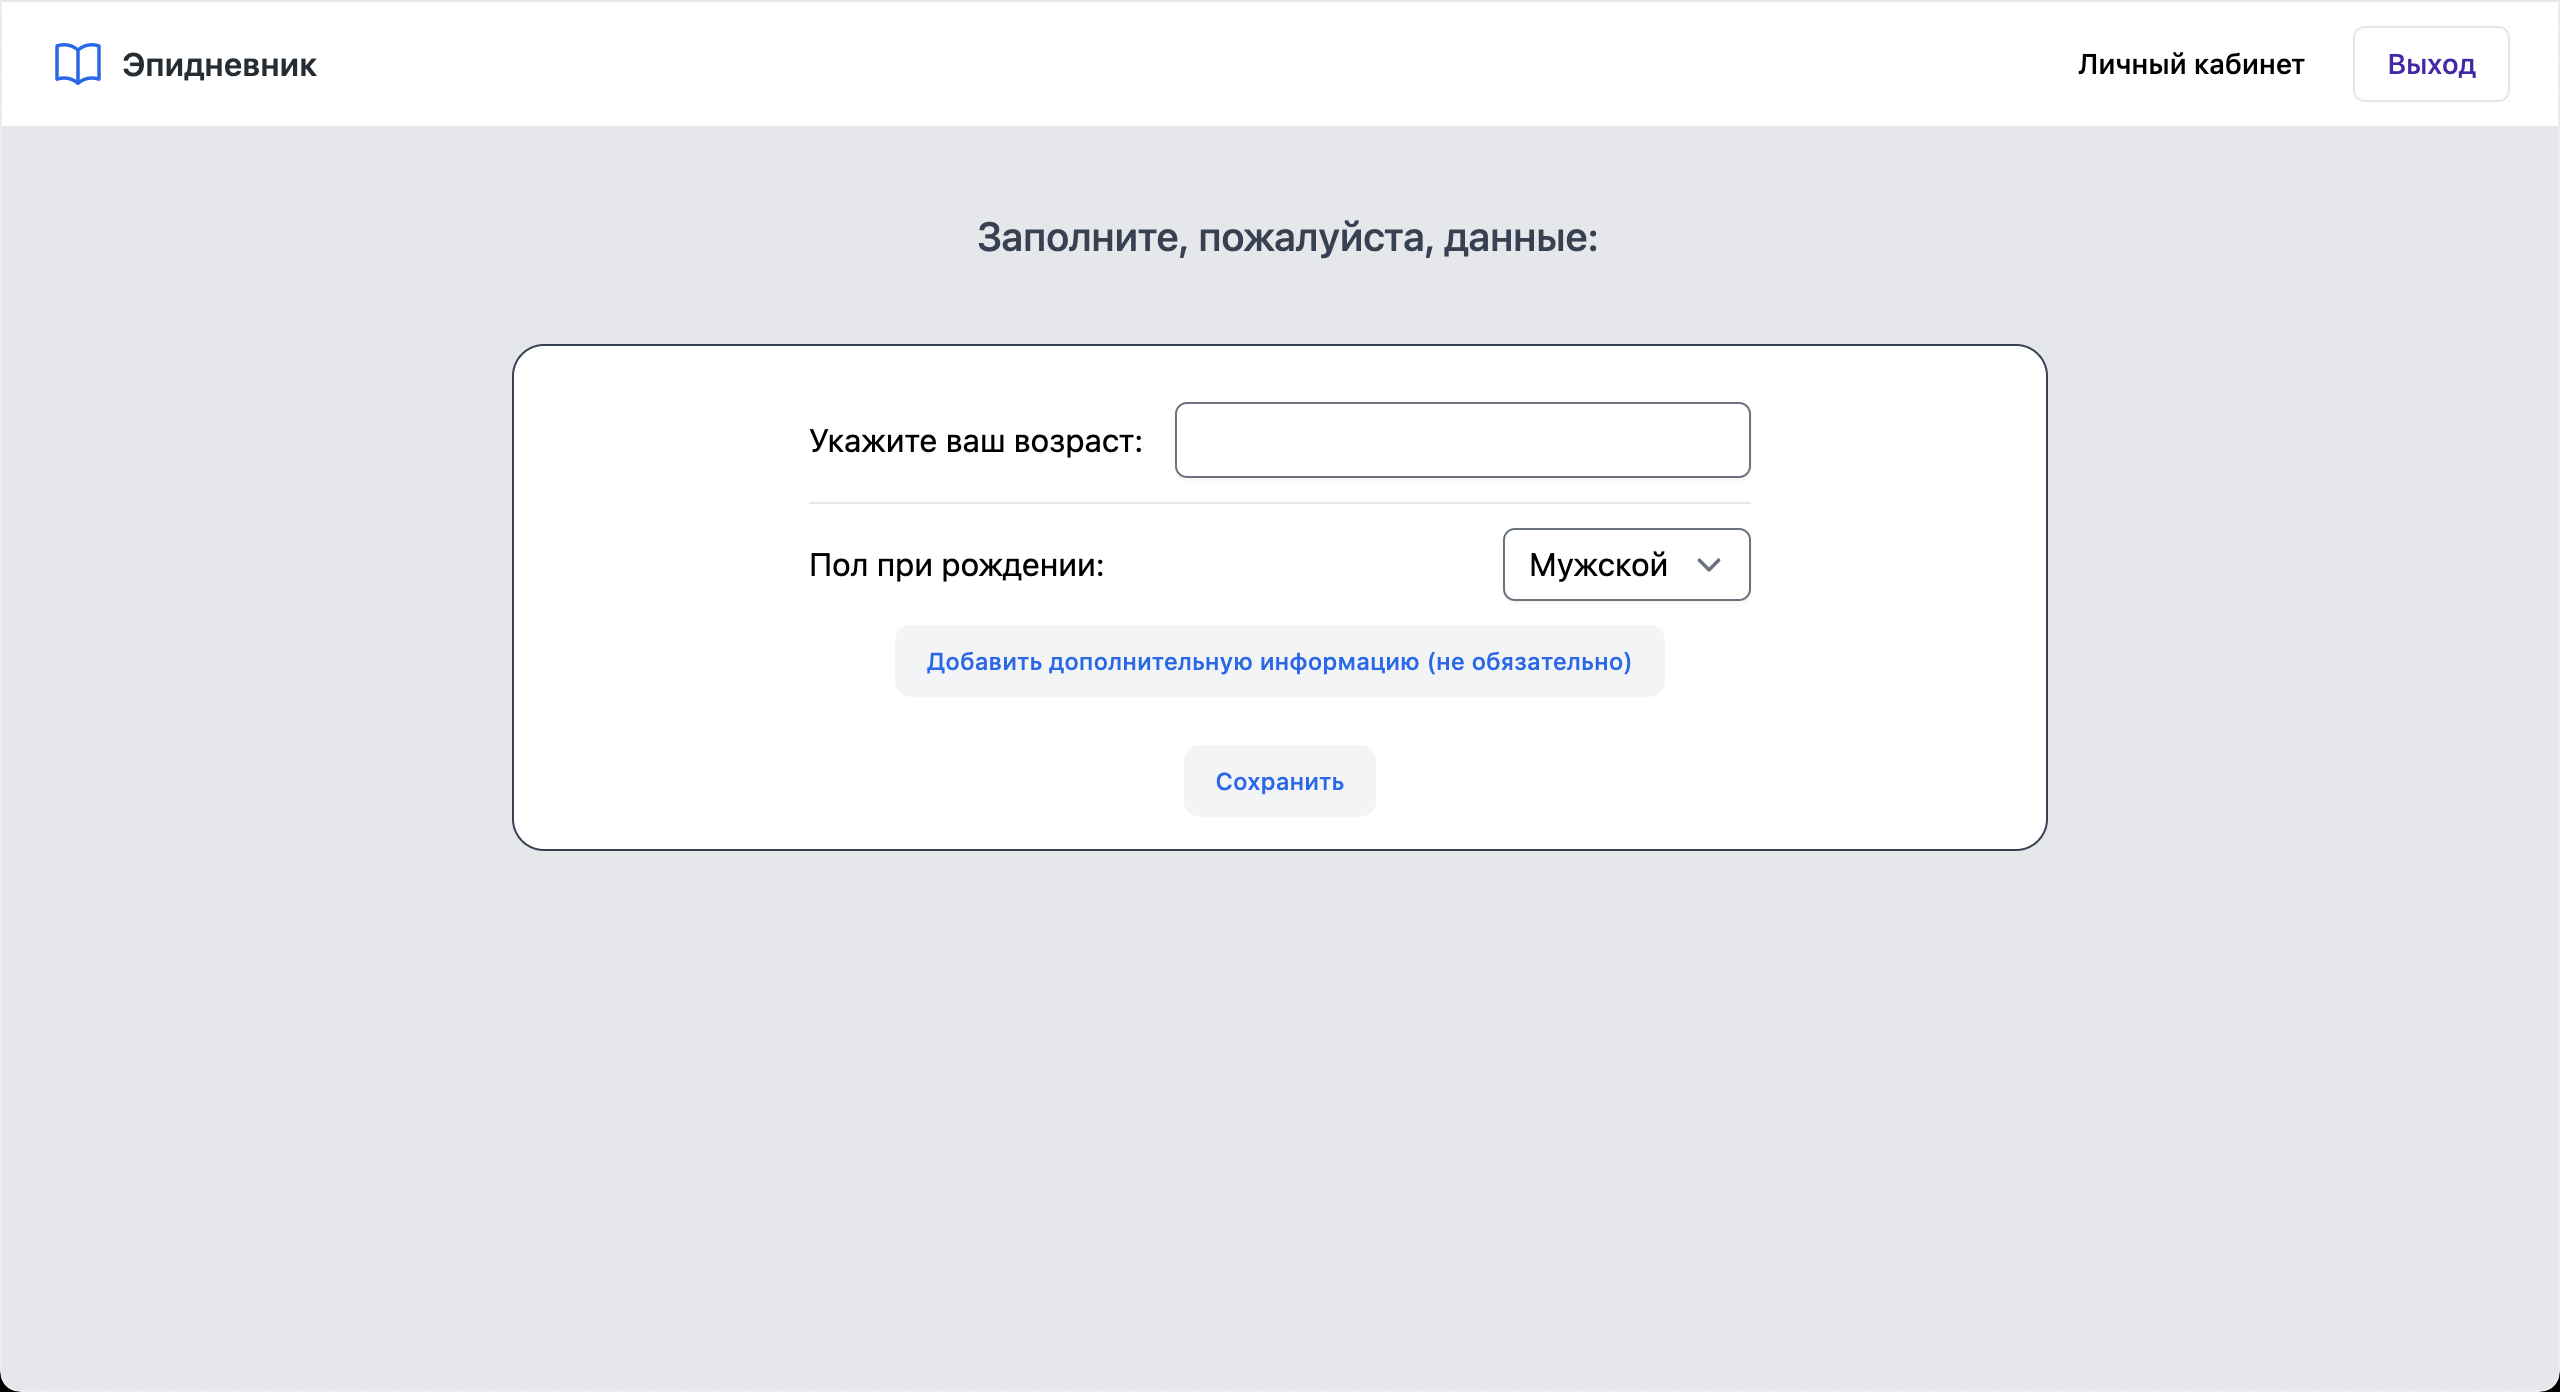 Эпидневник
Личный кабинет
Выход
Заполните, пожалуйста, данные:
Укажите ваш возраст:
Пол при рождении:
Мужской
Добавить дополнительную информацию (не обязательно)
Сохранить